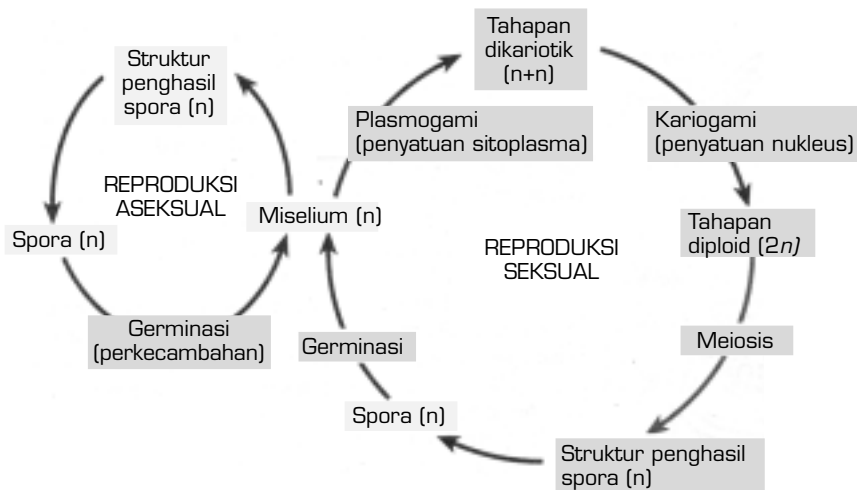 Struktur
penghasil
spora (n)
REPRODUKSI
ASEKSUAL
Spora (n)
Germinasi
(perkecambahan)
Miselium (n)
Plasmogami
(penyatuan sitoplasma)
Tahapan
dikariotik
(n+n)
Kariogami
(penyatuan nukleus)
Tahapan
diploid (2n)
REPRODUKSI
SEKSUAL
Meiosis
Struktur penghasil
spora (n)
Spora (n)
Germinasi